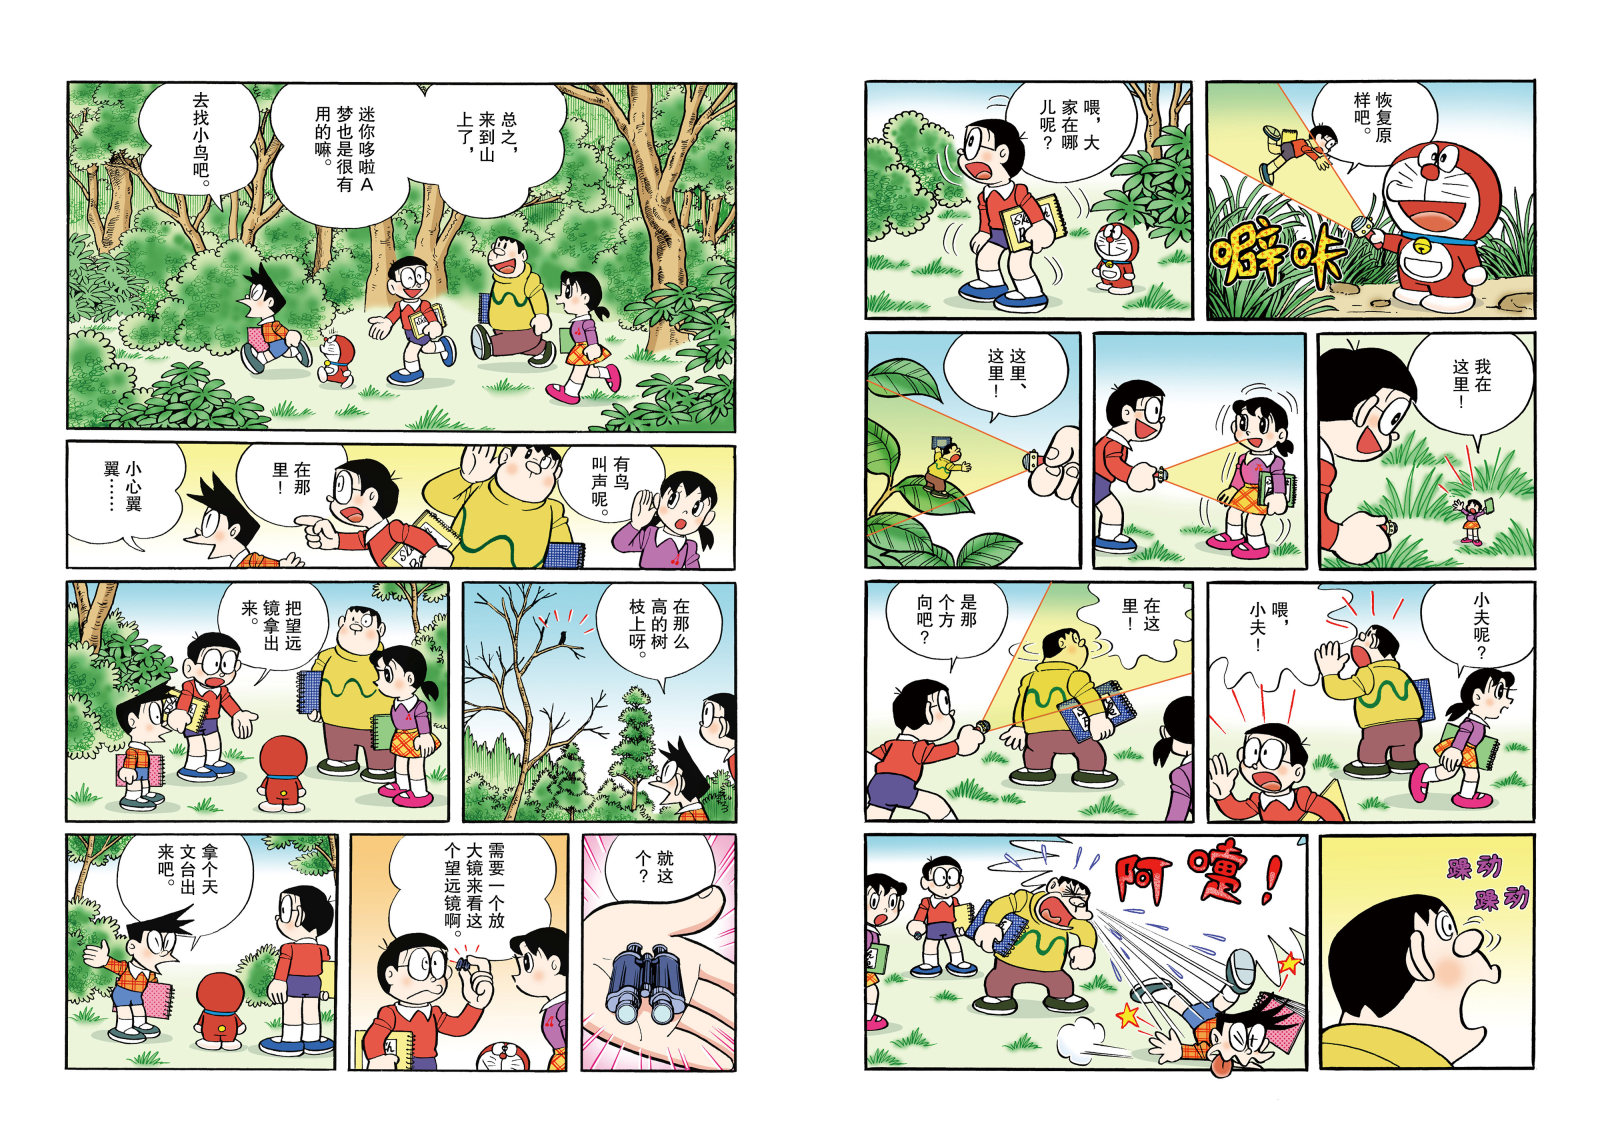 恢复原
样吧。
噼咔
喂，大
家在哪
儿呢？
我在
这里！
这里、
这里！
小夫呢？
喂，
小夫！
在这
里！
是那
个方
向吧？
躁动
躁动
阿嚏！
总之，
来到山
上了，
迷你哆啦A
梦也是很有
用的嘛。
去找小鸟吧。
有鸟
叫声呢。
在那
里！
小心翼
翼……
在那么
高的树
枝上呀。
把望远
镜拿出
来。
就这
个？
需要一个放
大镜来看这
个望远镜啊。
拿个天
文台出
来吧。